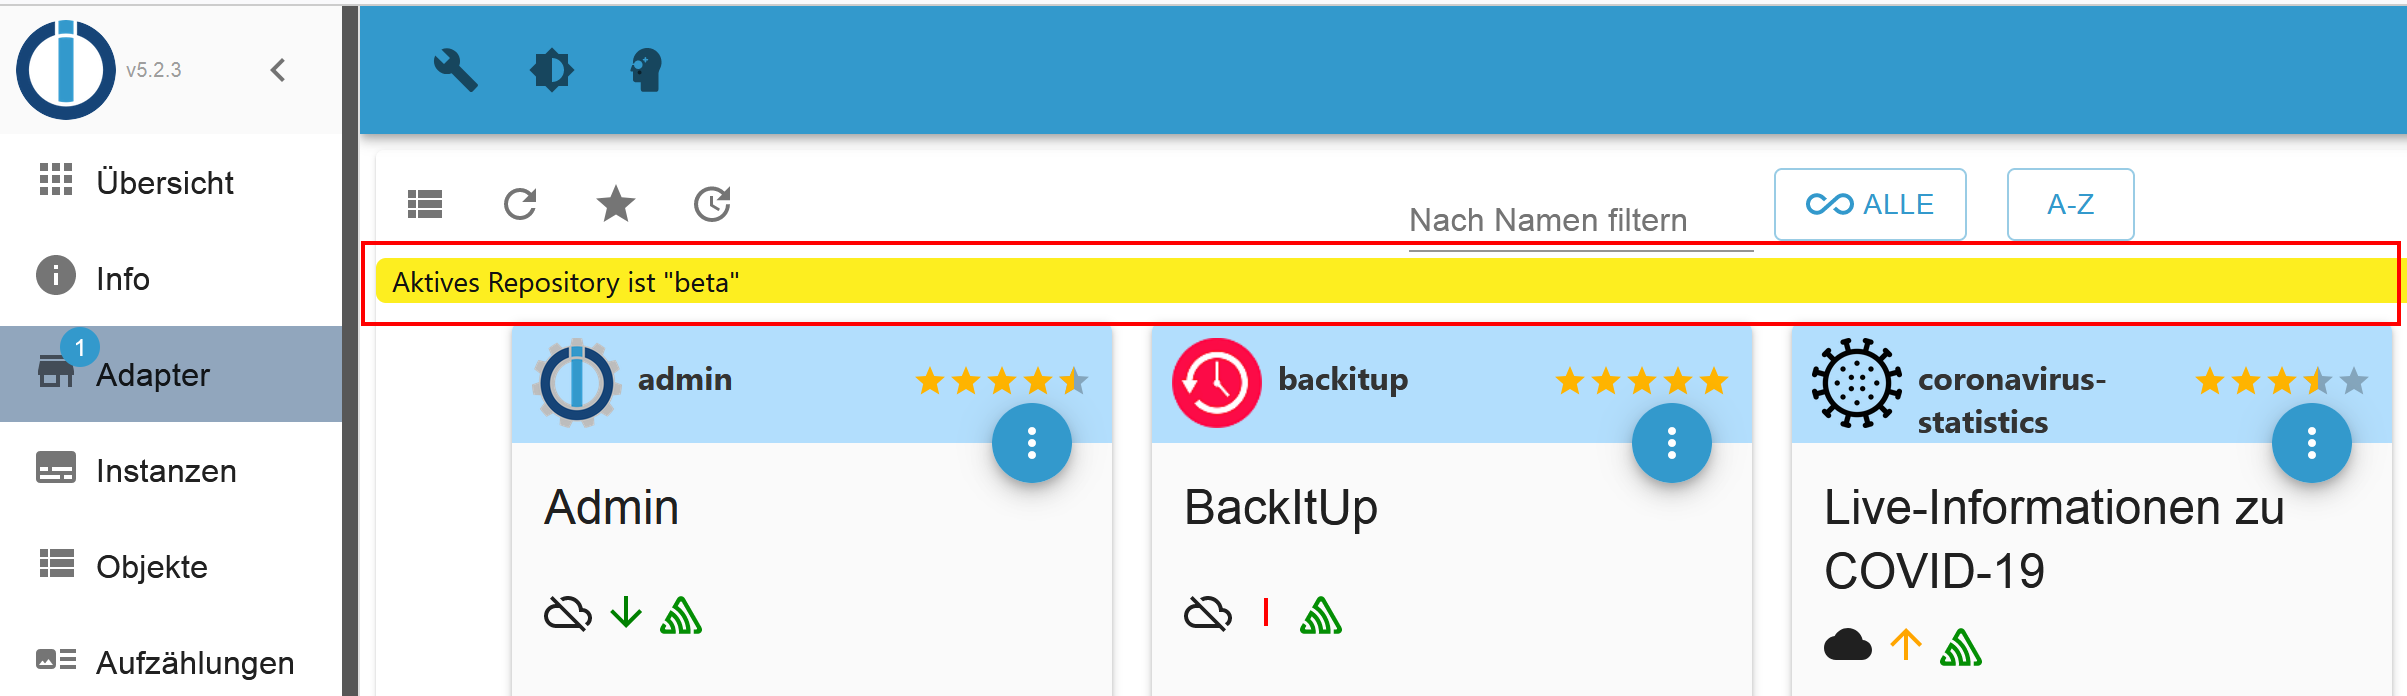 v5.2.3
Übersicht
Info
1
Adapter
Instanzen
Objekte
Aufzählungen
Nach Namen filtern
ALLE
A-Z
Aktives Repository ist "beta"
admin
Admin
backitup
BackItUp
coronavirus-
statistics
Live-Informationen zu
COVID-19